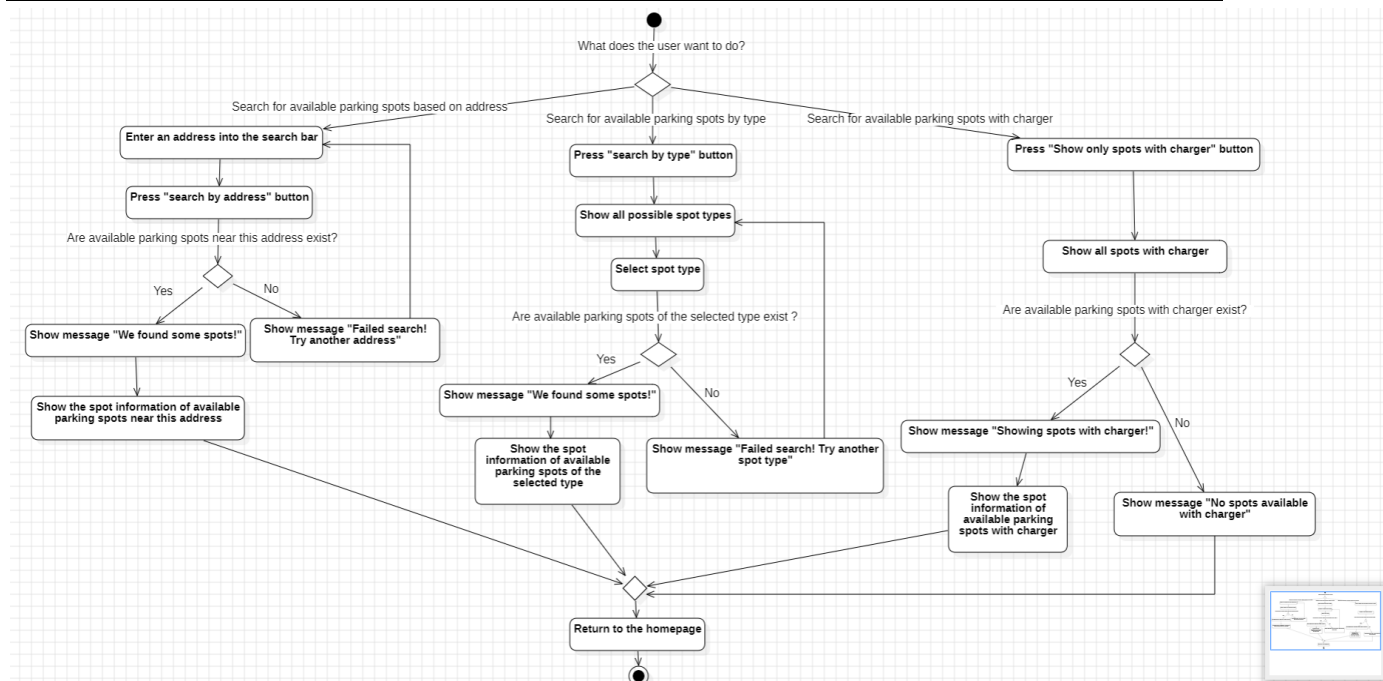 What does the user want to do?
Search for available parking spots based on address
Search for available parking spots by type
Search for available parking spots with charger
Enter an address into the search bar
Press "search by address" button
Are available parking spots near this address exist?
Yes
No
Show message "We found some spots!"
Show message "Failed search!
Try another address"
Show the spot information of available
parking spots near this address
Press "search by type" button
Show all possible spot types
Select spot type
Are available parking spots of the selected type exist ?
Yes
No
Show message "We found some spots!"
Show the spot
information of available
parking spots of the
selected type
Show message "Failed search! Try another
spot type"
Press "Show only spots with charger" button
Show all spots with charger
Are available parking spots with charger exist?
Yes
No
Show message "Showing spots with charger!"
Show the spot
information of
available parking
spots with charger
Show message "No spots available
with charger"
Return to the homepage